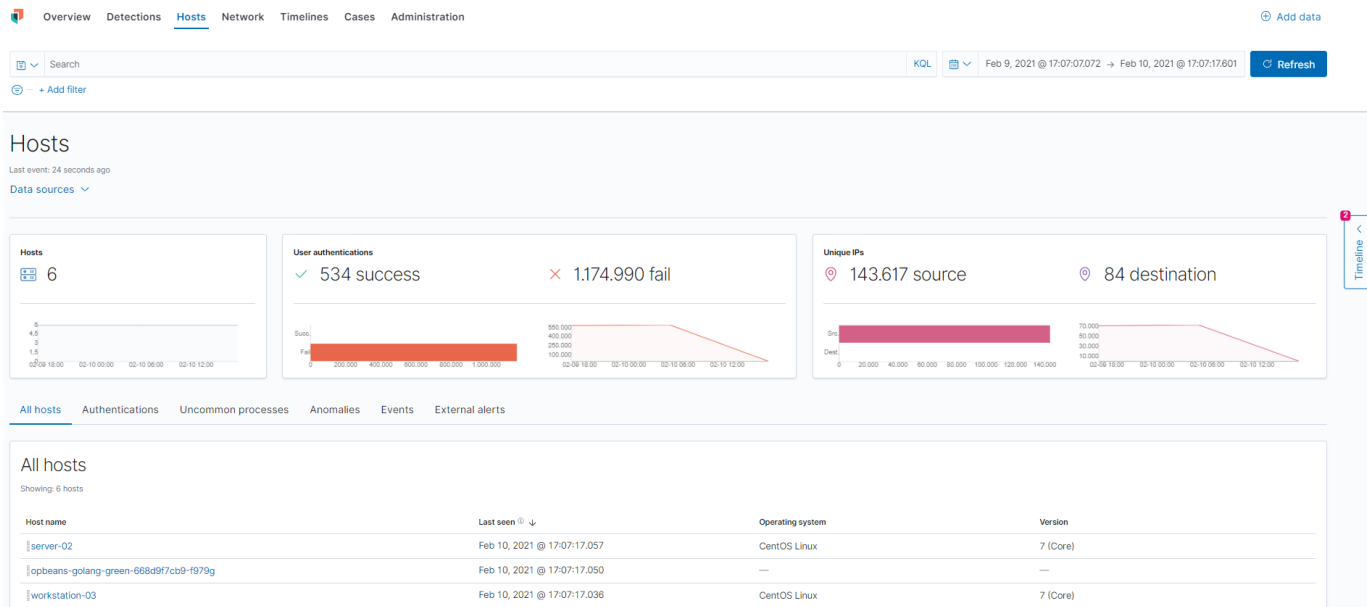 Overview Detections Hosts Network Timelines Cases Administration Add data
Search KQL Feb 9, 2021 @ 17:07:07.072 → Feb 10, 2021 @ 17:07:17.601 Refresh
+ Add filter
Hosts
Last event: 24 seconds ago
Data sources
2
Timeline
Hosts
6
6
4.5
3
1.5
0
02-09 18:00 02-10 00:00 02-10 06:00 02-10 12:00
User authentications
534 success 1.174.990 fail
Succ.
Fail
0 200.000 400.000 600.000 800.000 1.000.000
550.000
400.000
250.000
100.000
02-09 18:00 02-10 00:00 02-10 06:00 02-10 12:00
Unique IPs
143.617 source 84 destination
Src.
Dest.
0 20.000 40.000 60.000 80.000 100.000 120.000 140.000
70.000
50.000
30.000
10.000
02-09 18:00 02-10 00:00 02-10 06:00 02-10 12:00
All hosts Authentications Uncommon processes Anomalies Events External alerts
All hosts
Showing: 6 hosts
Host name Last seen Operating system Version
server-02 Feb 10, 2021 @ 17:07:17.057 CentOS Linux 7 (Core)
opbeans-golang-green-668d9f7cb9-f979g Feb 10, 2021 @ 17:07:17.050 — —
workstation-03 Feb 10, 2021 @ 17:07:17.036 CentOS Linux 7 (Core)